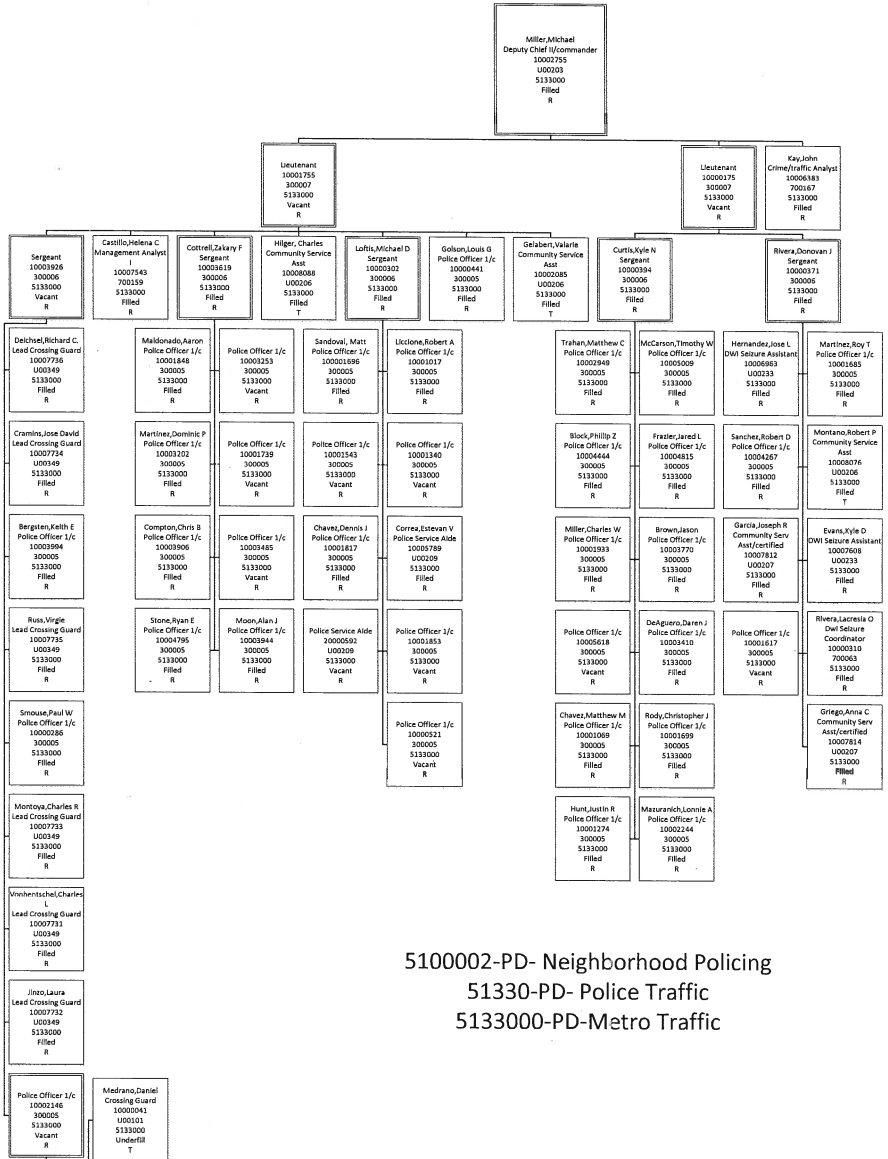 Miller,Michael
Deputy Chief II/commander
10002755
U00203
5133000
Filled
R
Lieutenant
10001755
300007
5133000
Vacant
R
Lieutenant
10000175
300007
5133000
Vacant
R
Kay,John
Crime/traffic Analyst
10006383
700167
5133000
Filled
R
Sergeant
10003926
300006
5133000
Vacant
R
Castillo,Helena C
Management Analyst
I
10007543
700159
5133000
Filled
R
Cottrell,Zakary F
Sergeant
10003619
300006
5133000
Filled
R
Hilger, Charles
Community Service
Asst
10008088
U00206
5133000
Filled
T
Loftis,Michael D
Sergeant
10000302
300006
5133000
Filled
R
Golson,Louis G
Police Officer 1/c
10000441
300005
5133000
Filled
R
Gelabert,Valarie
Community Service
Asst
10002085
U00206
5133000
Filled
T
Curtis,Kyle N
Sergeant
10000394
300006
5133000
Filled
R
Rivera,Donovan J
Sergeant
10000371
300006
5133000
Filled
R
Deichsel,Richard C.
Lead Crossing Guard
10007736
U00349
5133000
Filled
R
Maldonado,Aaron
Police Officer 1/c
10001848
300005
5133000
Filled
R
Police Officer 1/c
10003253
300005
5133000
Vacant
R
Sandoval, Matt
Police Officer 1/c
100001696
300005
5133000
Filled
R
Liccione,Robert A
Police Officer 1/c
10001017
300005
5133000
Filled
R
Trahan,Matthew C
Police Officer 1/c
10002949
300005
5133000
Filled
R
McCarson,Timothy W
Police Officer 1/c
10005009
300005
5133000
Filled
R
Hernandez,Jose L
DWI Seizure Assistant
10006963
U00233
5133000
Filled
R
Martinez,Roy T
Police Officer 1/c
10001685
300005
5133000
Filled
R
Cramins,Jose David
Lead Crossing Guard
10007734
U00349
5133000
Filled
R
Martinez,Dominic P
Police Officer 1/c
10003202
300005
5133000
Filled
R
Police Officer 1/c
10001739
300005
5133000
Vacant
R
Police Officer 1/c
10001543
300005
5133000
Vacant
R
Police Officer 1/c
10001340
300005
5133000
Vacant
R
Block,Phillip Z
Police Officer 1/c
10004444
300005
5133000
Filled
R
Frazier,Jared L
Police Officer 1/c
10004815
300005
5133000
Filled
R
Sanchez,Robert D
Police Officer 1/c
10004267
300005
5133000
Filled
R
Montano,Robert P
Community Service
Asst
10008076
U00206
5133000
Filled
T
Bergsten,Keith E
Police Officer 1/c
10003994
300005
5133000
Filled
R
Compton,Chris B
Police Officer 1/c
10003906
300005
5133000
Filled
R
Police Officer 1/c
10003485
300005
5133000
Vacant
R
Chavez,Dennis J
Police Officer 1/c
10001817
300005
5133000
Filled
R
Correa,Estevan V
Police Service Aide
10005789
U00209
5133000
Filled
R
Miller,Charles W
Police Officer 1/c
10001933
300005
5133000
Filled
R
Brown,Jason
Police Officer 1/c
10003770
300005
5133000
Filled
R
Garcia,Joseph R
Community Serv
Asst/certified
10007812
U00207
5133000
Filled
R
Evans,Kyle D
DWI Seizure Assistant
10007608
U00233
5133000
Filled
R
Russ,Virgie
Lead Crossing Guard
10007735
U00349
5133000
Filled
R
Stone,Ryan E
Police Officer 1/c
10004795
300005
5133000
Filled
R
Moon,Alan J
Police Officer 1/c
10003944
300005
5133000
Filled
R
Police Service Aide
20000592
U00209
5133000
Vacant
R
Police Officer 1/c
10001853
300005
5133000
Vacant
R
Police Officer 1/c
10005618
300005
5133000
Vacant
R
DeAguero,Daren J
Police Officer 1/c
10003410
300005
5133000
Filled
R
Police Officer 1/c
10001617
300005
5133000
Vacant
R
Rivera,Lacresia O
Dwi Seizure
Coordinator
10000310
700063
5133000
Filled
R
Smouse,Paul W
Police Officer 1/c
10000286
300005
5133000
Filled
R
Police Officer 1/c
10000521
300005
5133000
Vacant
R
Chavez,Matthew M
Police Officer 1/c
10001069
300005
5133000
Filled
R
Rody,Christopher J
Police Officer 1/c
10001699
300005
5133000
Filled
R
Griego,Anna C
Community Serv
Asst/certified
10007814
U00207
5133000
Filled
R
Montoya,Charles R
Lead Crossing Guard
10007733
U00349
5133000
Filled
R
Hunt,Justin R
Police Officer 1/c
10001274
300005
5133000
Filled
R
Mazuranich,Lonnie A
Police Officer 1/c
10002244
300005
5133000
Filled
R
Vonhentschel,Charles
L
Lead Crossing Guard
10007731
U00349
5133000
Filled
R
Jinzo,Laura
Lead Crossing Guard
10007732
U00349
5133000
Filled
R
5100002-PD- Neighborhood Policing
51330-PD- Police Traffic
5133000-PD-Metro Traffic
Police Officer 1/c
10002146
300005
5133000
Vacant
R
Medrano,Daniel
Crossing Guard
10000041
U00101
5133000
Underfill
T